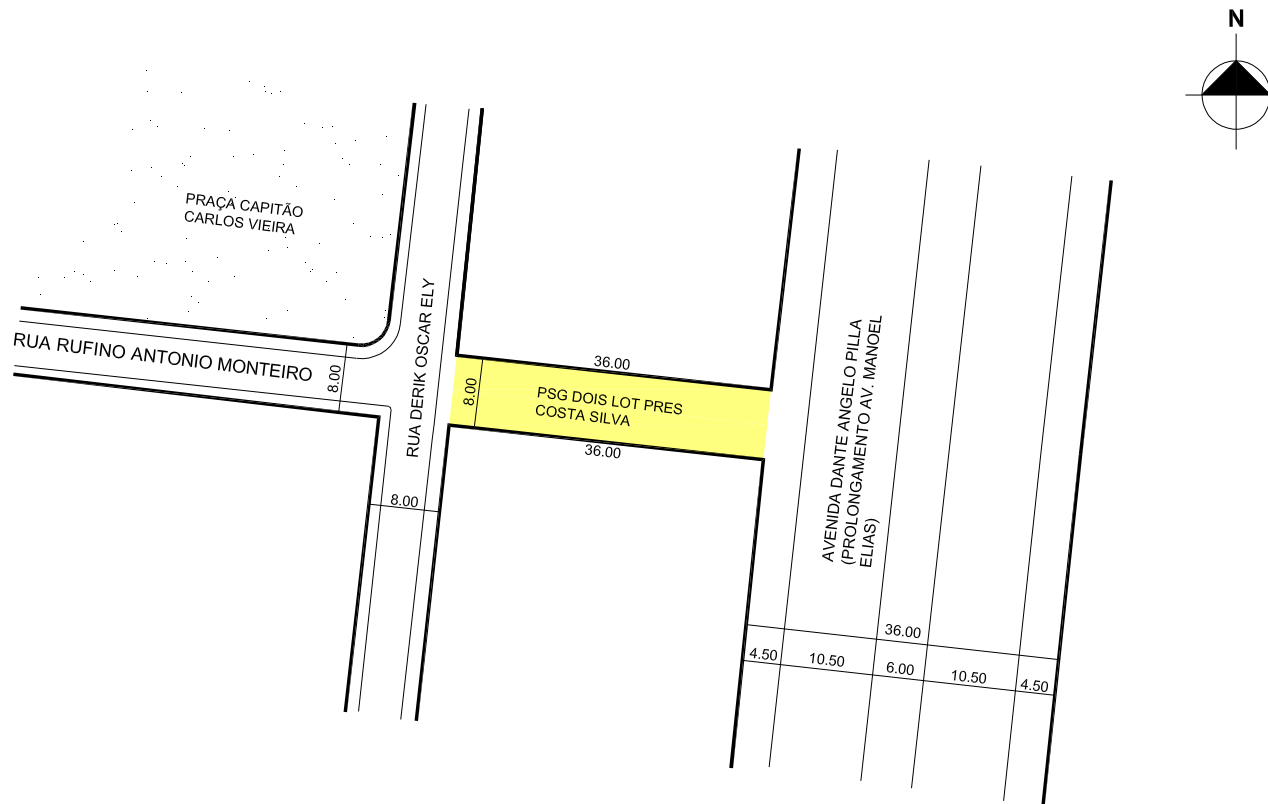 N
PRAÇA CAPITÃO
CARLOS VIEIRA
RUA RUFINO ANTONIO MONTEIRO
8.00
RUA DERIK OSCAR ELY
8.00
36.00
8.00
PSG DOIS LOT PRES
COSTA SILVA
36.00
AVENIDA DANTE ANGELO PILLA
(PROLONGAMENTO AV. MANOEL
ELIAS)
36.00
4.50
10.50
6.00
10.50
4.50